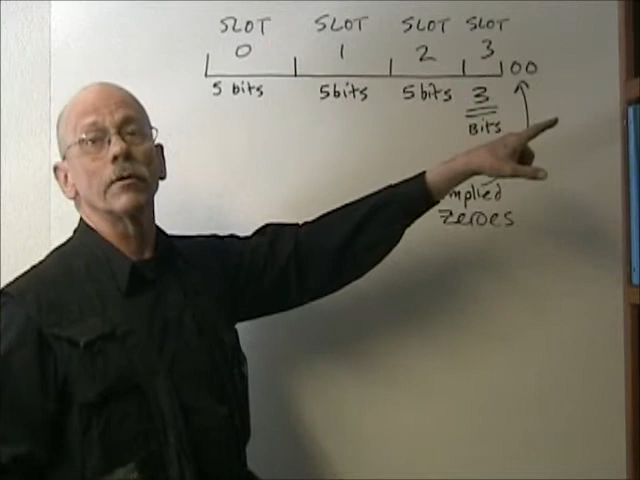 SLOT SLOT SLOT SLOT
0 1 2 3
00
5 bits 5bits 5bits 3
Bits
mplied
zeroes